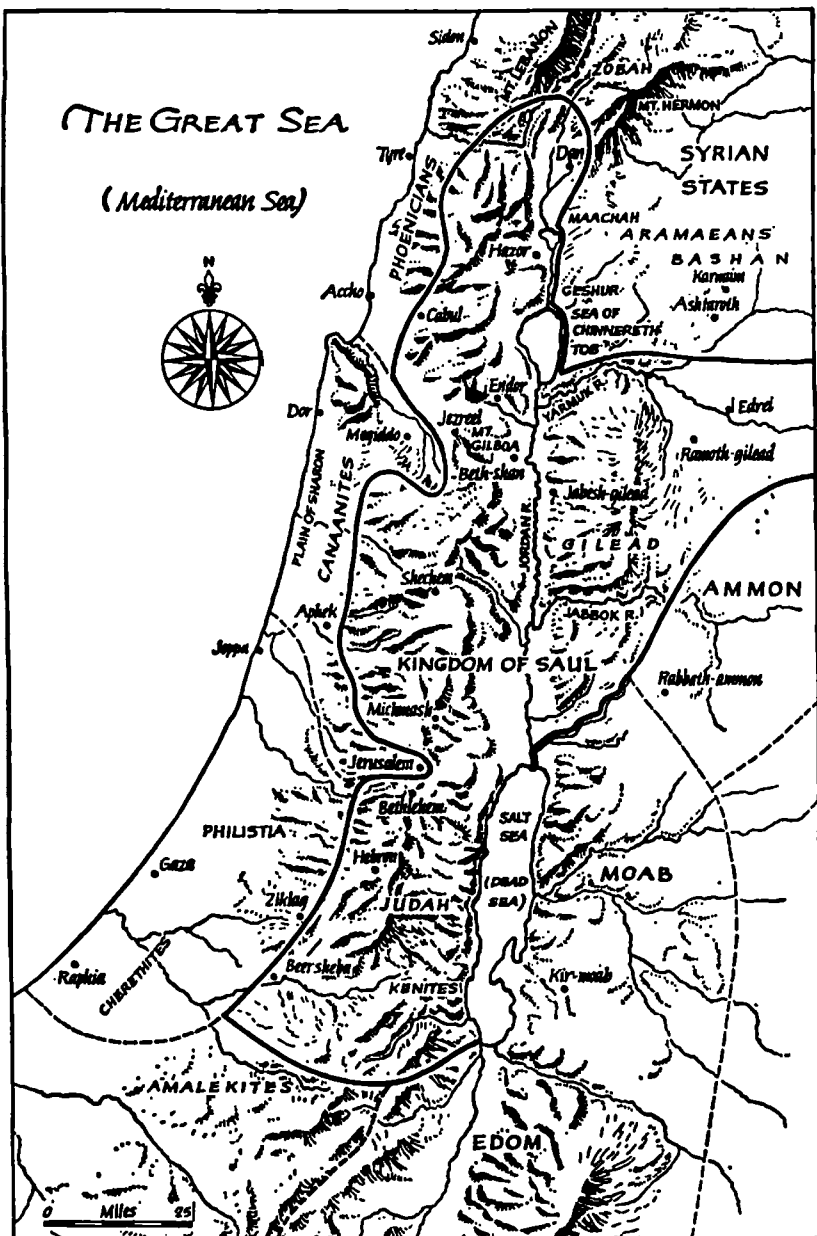 Sidon
MT. LEBANON
ZOBAH
THE GREAT SEA
MT. HERMON
Tyre
Dan
SYRIAN
STATES
(Mediterranean Sea)
PHOENICIANS
MAACHAH
ARAMAEANS
BASHAN
Hazor
Karnaim
N
Accho
GESHUR
Ashtaroth
SEA OF
CHINNERETH
Cabul
TOB
Endor
YARMUK R.
Dor
Jezreel
Edrei
Megiddo
MT.
GILBOA
Ramoth-gilead
Beth-shan
PLAIN OF SHARON
CANAANITES
Jabesh-gilead
JORDAN R.
GILEAD
Shechem
AMMON
Aphek
JABBOK R.
Joppa
KINGDOM OF SAUL
Rabbath-ammon
Michmash
Jerusalem
Bethlehem
SALT
SEA
PHILISTIA
Gaza
Hebron
MOAB
(DEAD
SEA)
Ziklag
JUDAH
CHERETHITES
Raphia
Beersheba
KENITES
Kir-moab
AMALEKITES
EDOM
0 Miles 25